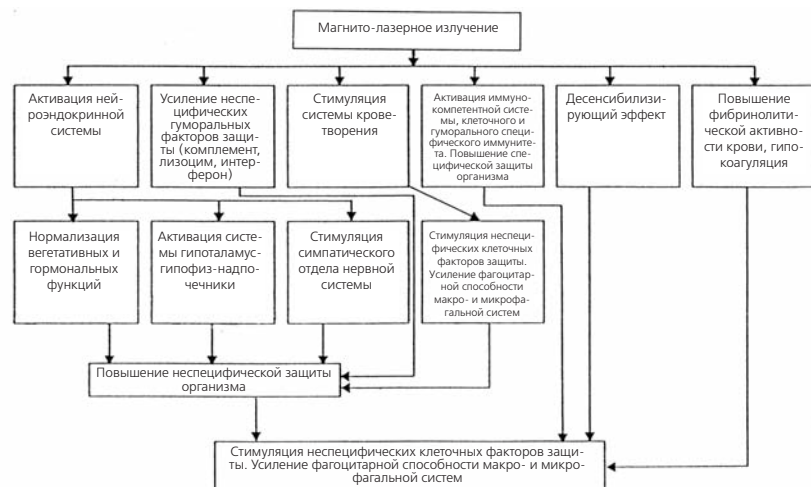 Магнито-лазерное излучение
Активация ней-
роэндокринной
системы
Усиление неспе-
цифических
гуморальных
факторов защи-
ты (комплемент,
лизоцим, интер-
ферон)
Стимуляция
системы крове-
творения
Активация иммуно-
компетентной систе-
мы, клеточного и
гуморального специ-
фического иммуните-
та. Повышение спе-
цифической защиты
организма
Десенсибилизи-
рующий эффект
Повышение
фибринолити-
ческой актив-
ности крови, гипо-
коагуляция
Нормализация
вегетативных и
гормональных
функций
Активация систе-
мы гипоталамус-
гипофиз-надпо-
чечники
Стимуляция
симпатического
отдела нервной
системы
Стимуляция неспеци-
фических клеточных
факторов защиты.
Усиление фагоцитар-
ной способности
макро- и микрофа-
гальной систем
Повышение неспецифической защиты
организма
Стимуляция неспецифических клеточных факторов защи-
ты. Усиление фагоцитарной способности макро- и микро-
фагальной систем